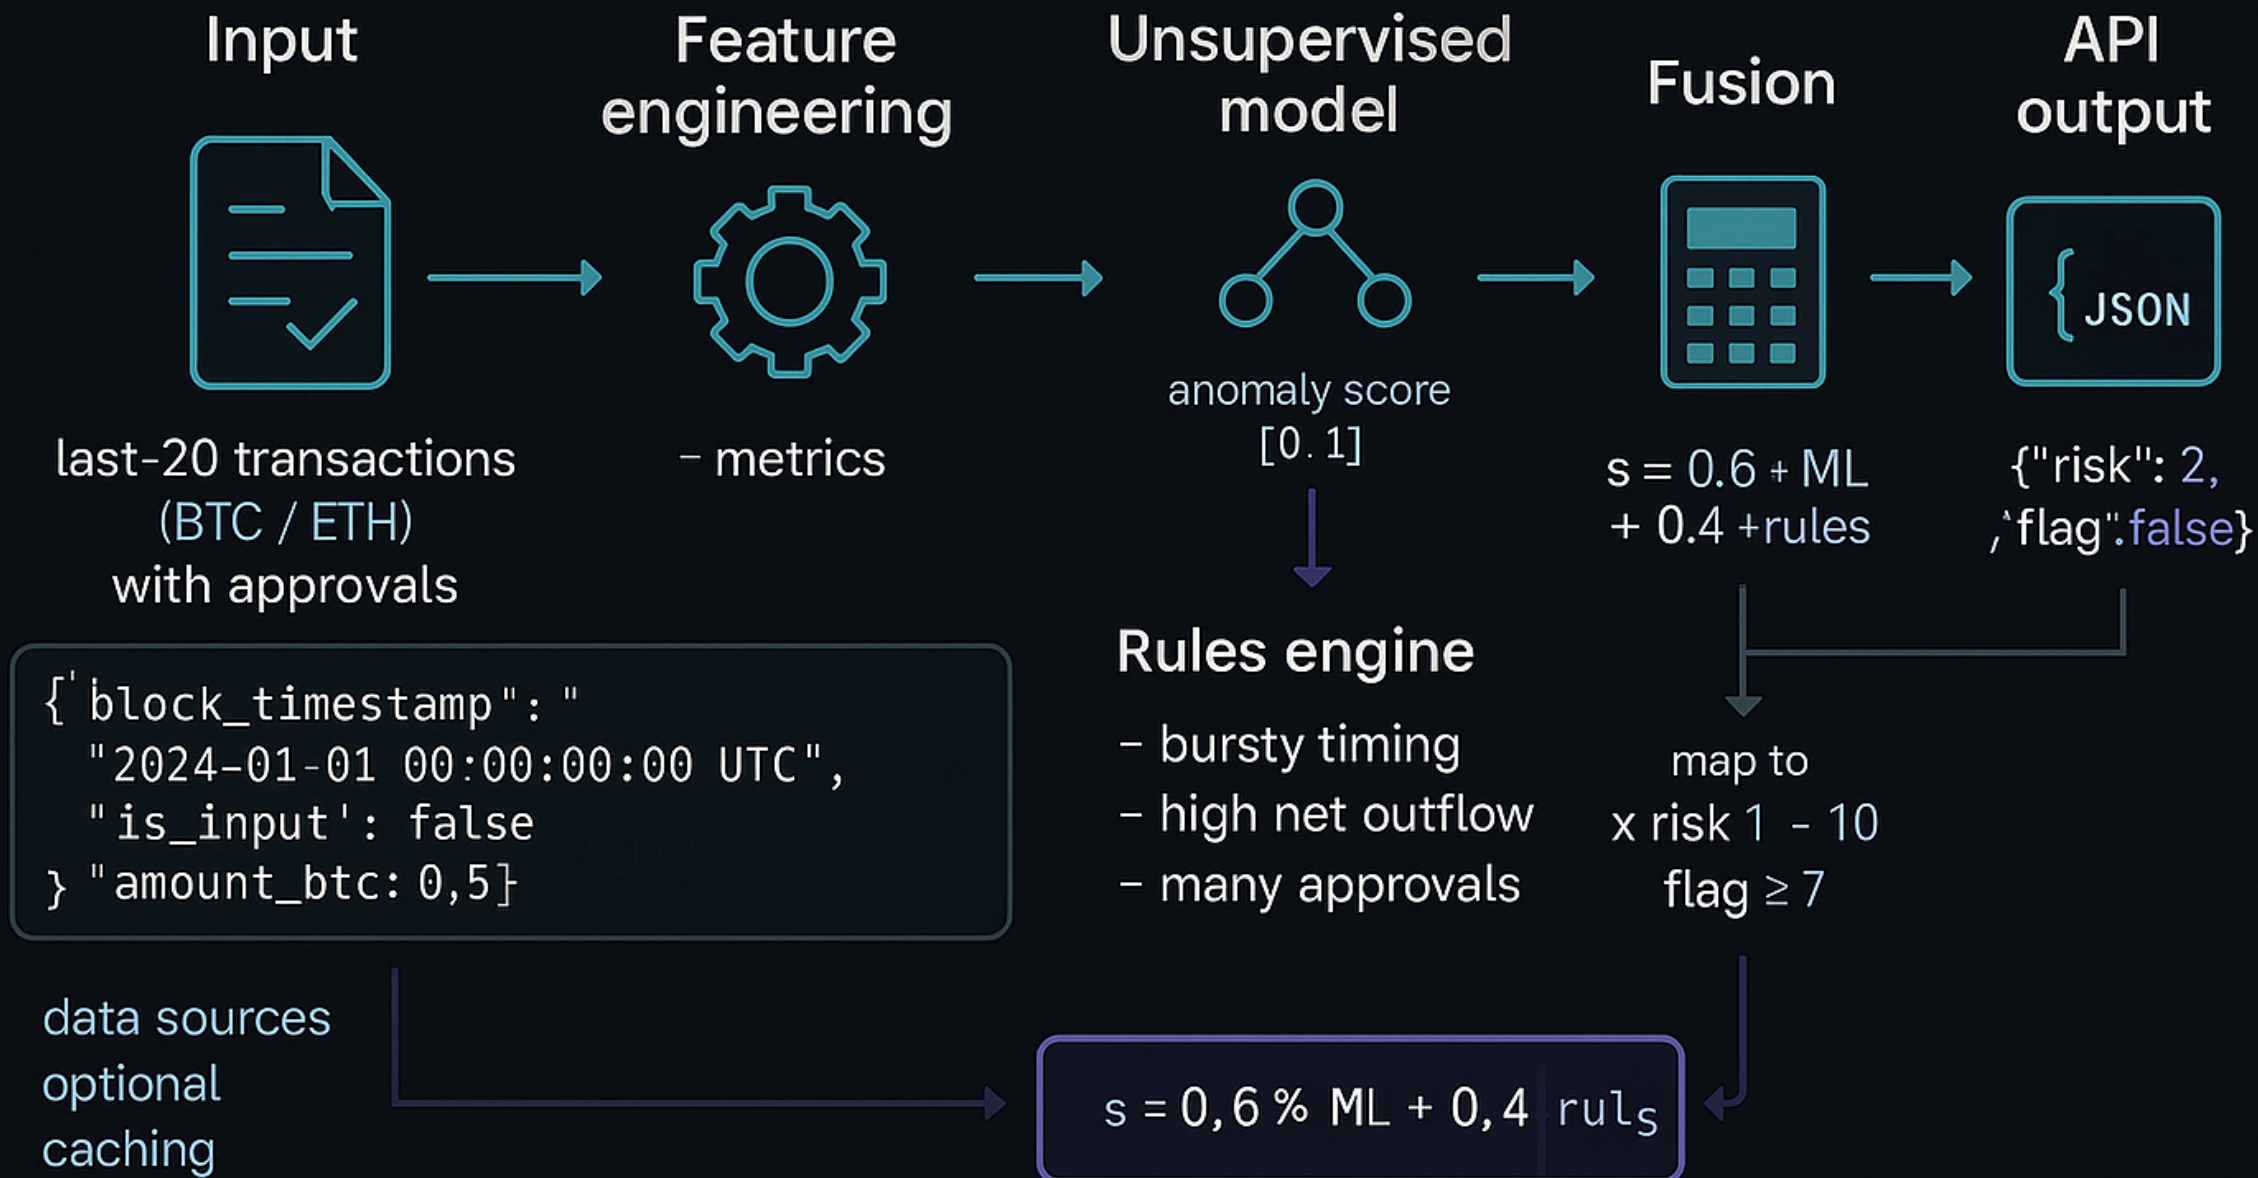 Input
last-20 transactions
(BTC / ETH)
with approvals
Feature
engineering
– metrics
Unsupervised
model
anomaly score
[0. 1]
Fusion
s = 0.6 + ML
+ 0.4 +rules
API
output
{ JSON
{"risk": 2,
,‘flag".false}
{'block_timestamp": "
"2024–01-01 00:00:00:00 UTC",
"is_input': false
} "amount_btc: 0,5}
Rules engine
– bursty timing
– high net outflow
– many approvals
map to
x risk 1 - 10
flag ≥ 7
data sources
optional
caching
s = 0,6 % ML + 0,4 ruls